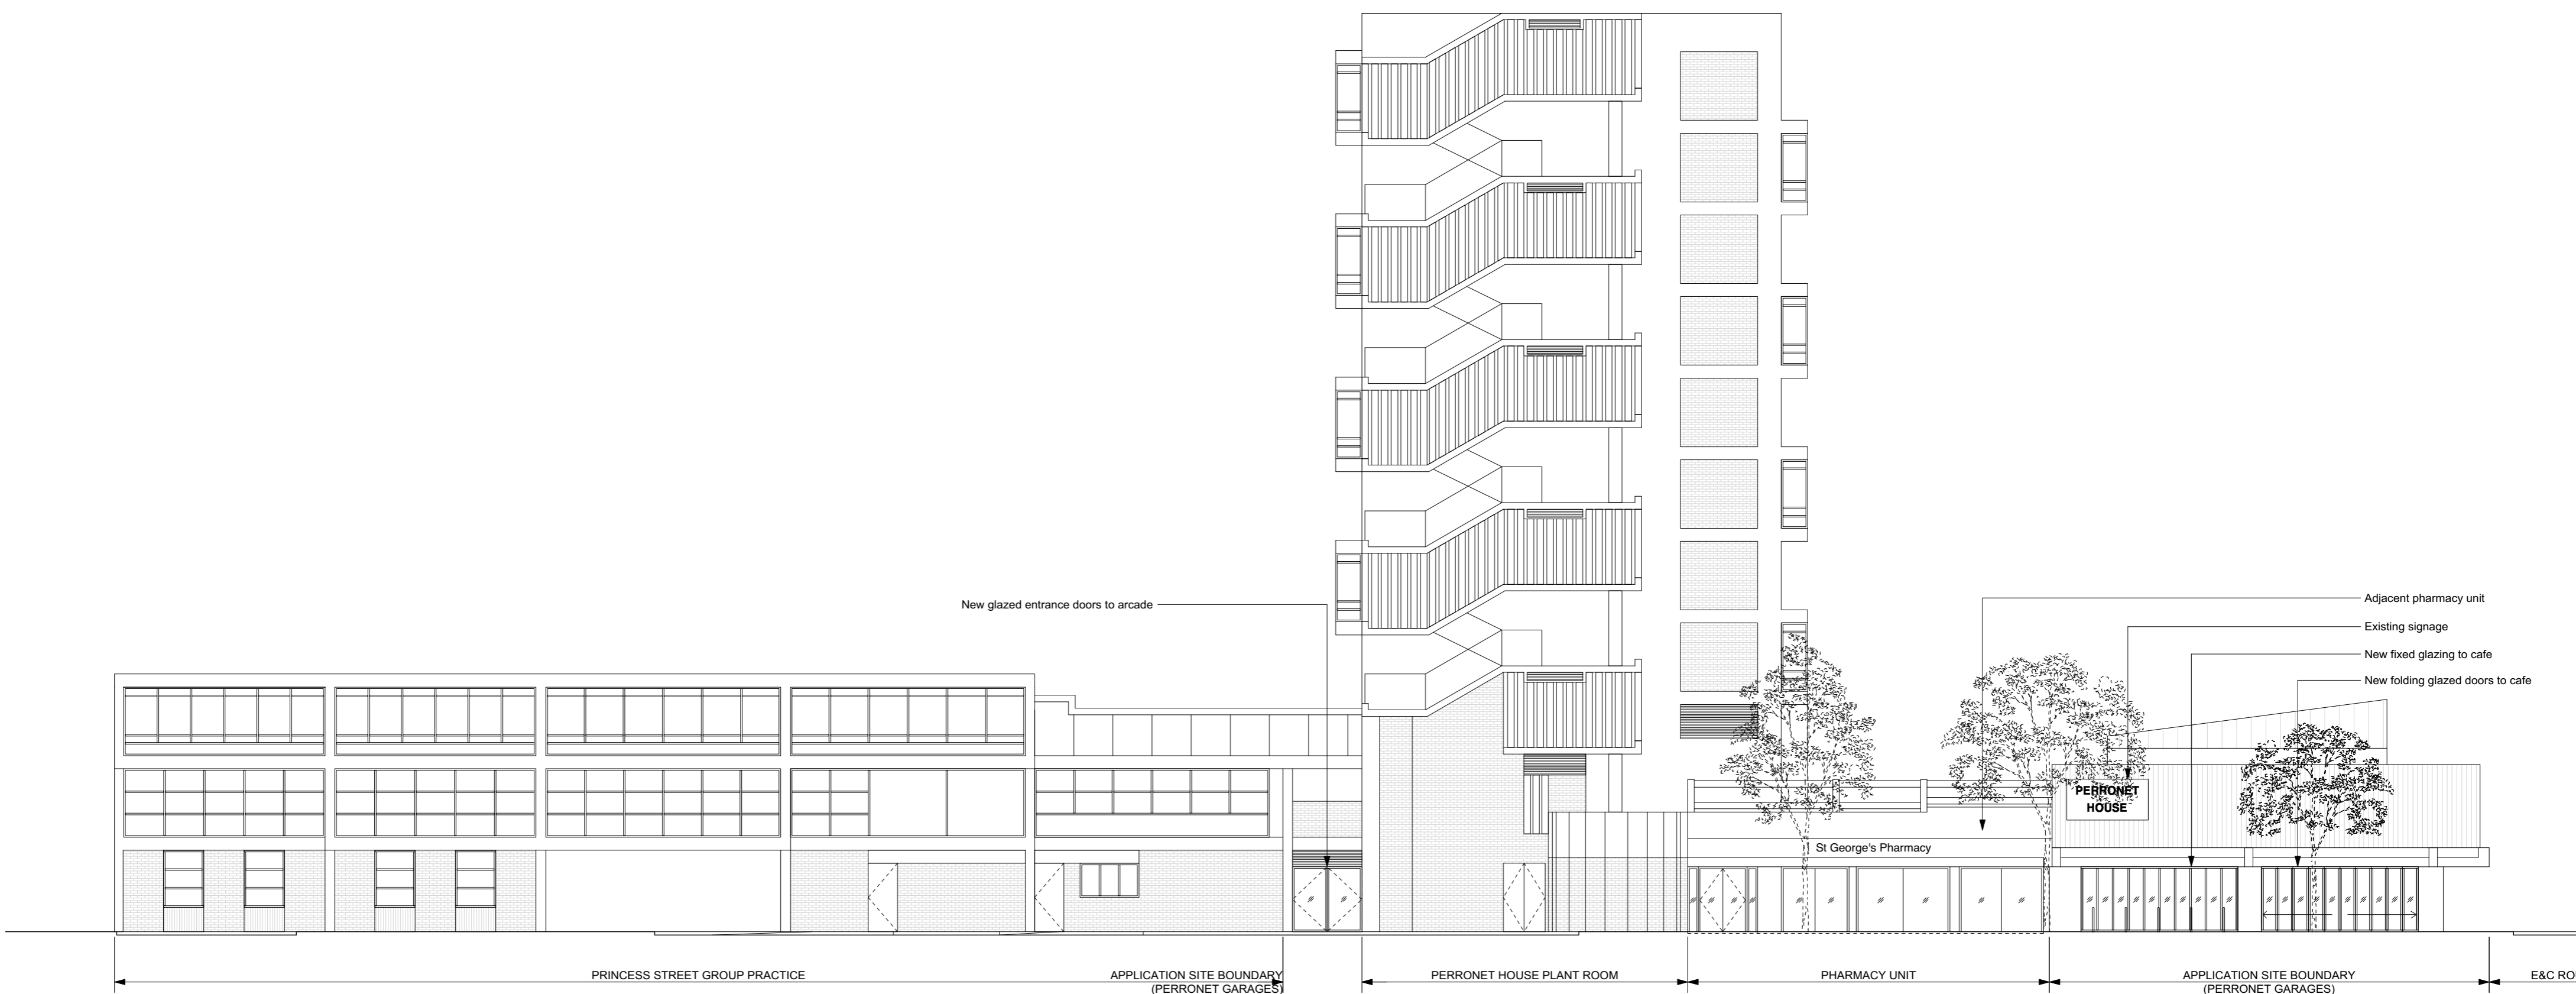 New glazed entrance doors to arcade
Adjacent pharmacy unit
Existing signage
New fixed glazing to cafe
New folding glazed doors to cafe
PERRONET
HOUSE
St George's Pharmacy
PRINCESS STREET GROUP PRACTICE
APPLICATION SITE BOUNDARY
(PERRONET GARAGES)
PERRONET HOUSE PLANT ROOM
PHARMACY UNIT
APPLICATION SITE BOUNDARY
(PERRONET GARAGES)
E&C RO